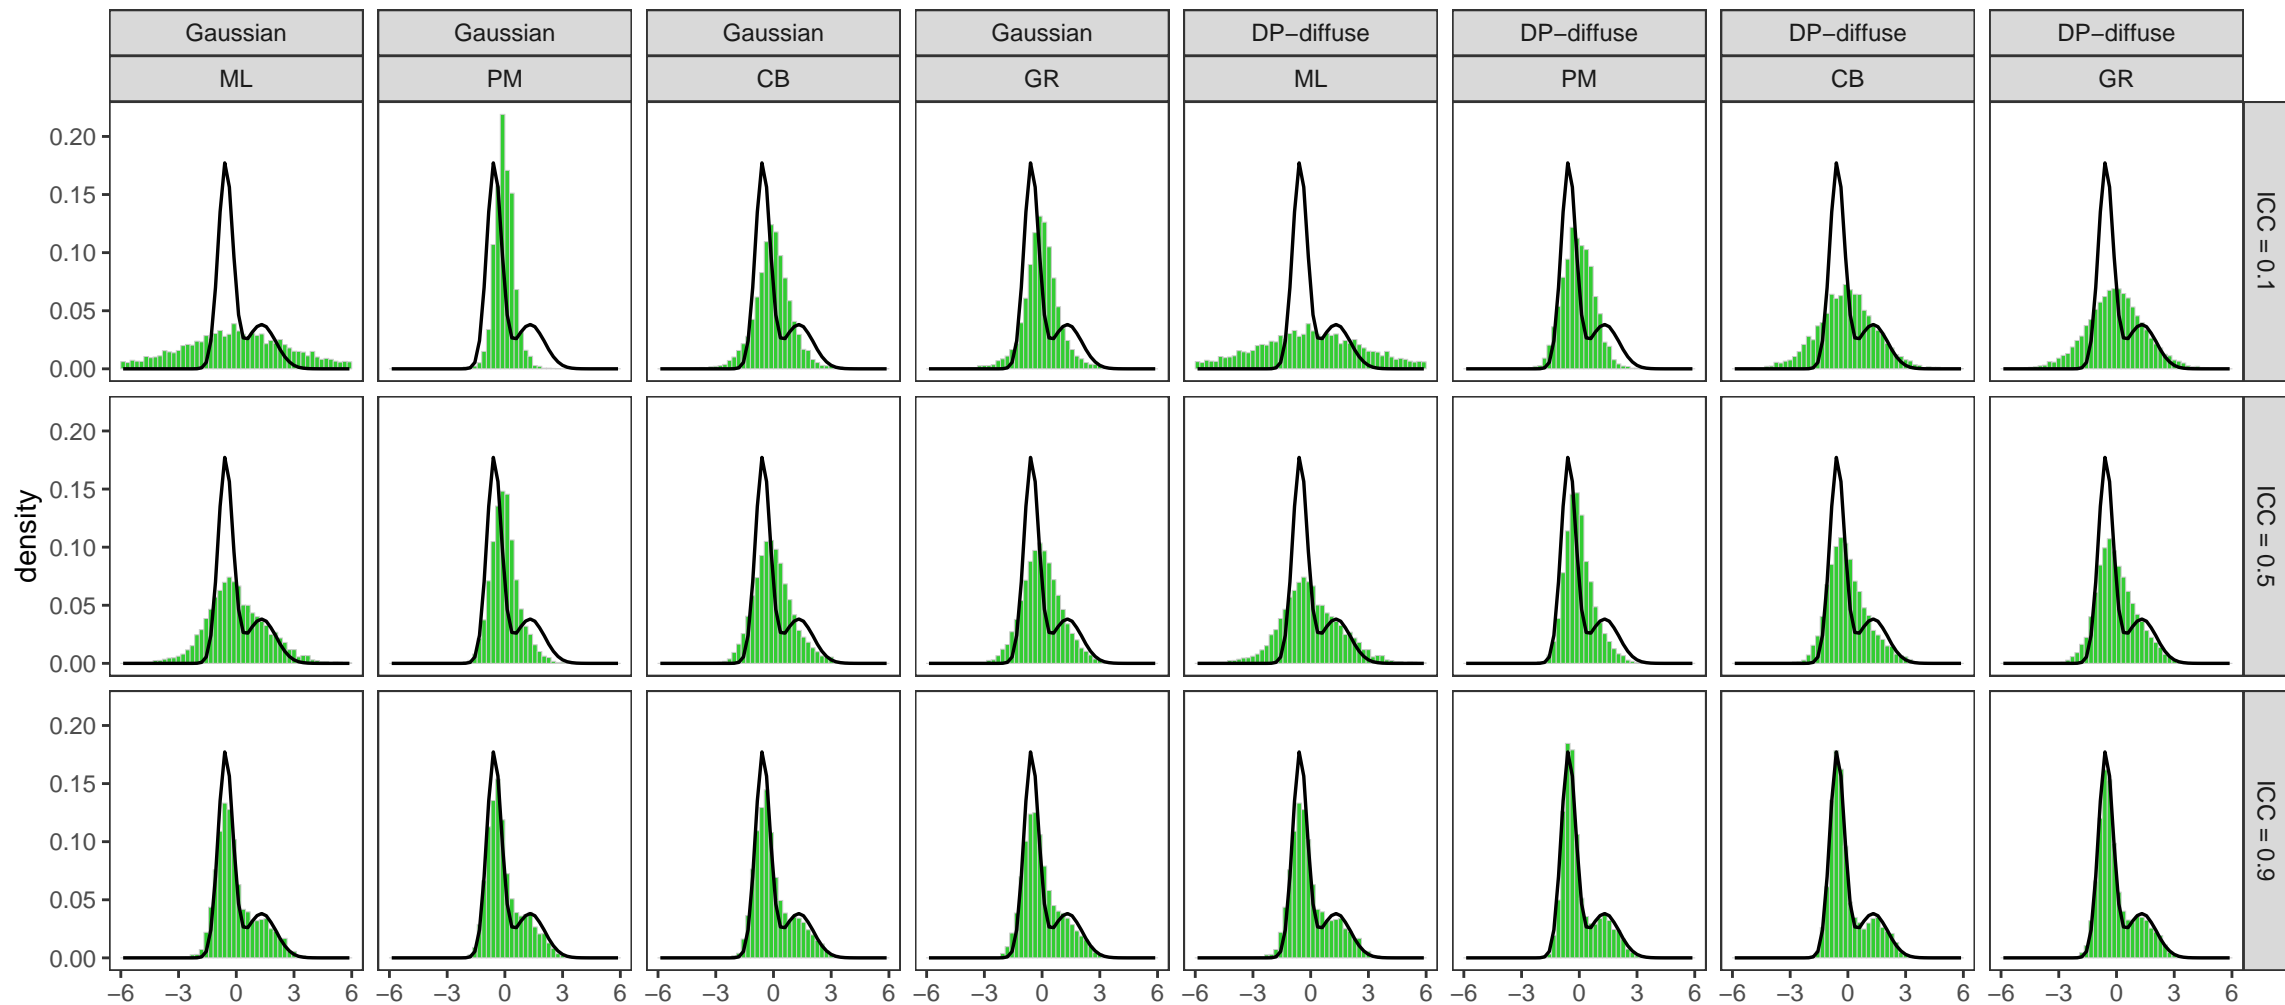 Gaussian Gaussian Gaussian Gaussian DP−diffuse DP−diffuse DP−diffuse DP−diffuse
ML PM CB GR ML PM CB GR
0.20
0.15
0.10
0.05
0.00
ICC = 0.1
0.20
0.15
0.10
0.05
0.00
ICC = 0.5
density
0.20
0.15
0.10
0.05
0.00
ICC = 0.9
−6 −3 0 3 6 −6 −3 0 3 6 −6 −3 0 3 6 −6 −3 0 3 6 −6 −3 0 3 6 −6 −3 0 3 6 −6 −3 0 3 6 −6 −3 0 3 6